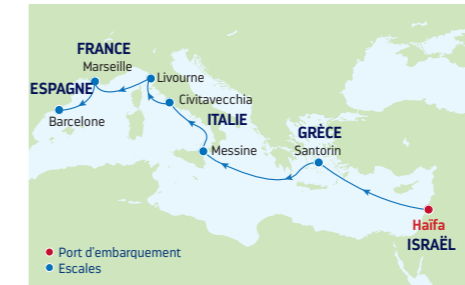 FRANCE
Marseille
Livourne
ESPAGNE
Civitavecchia
Barcelone
ITALIE
GRÈCE
Messine
Santorin
Haïfa
ISRAËL
Port d'embarquement
Escales